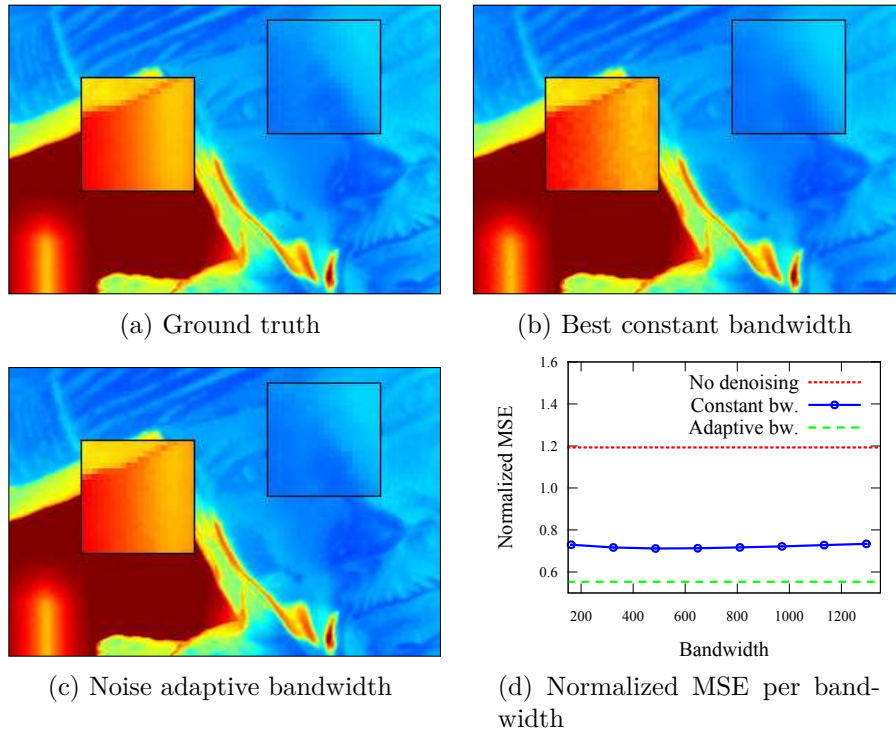 (a) Ground truth
(b) Best constant bandwidth
(c) Noise adaptive bandwidth
1.6
1.4
1.2
1.0
0.8
0.6
Normalized MSE
No denoising
Constant bw.
Adaptive bw.
200 400 600 800 1000 1200
Bandwidth
(d) Normalized MSE per band-
width